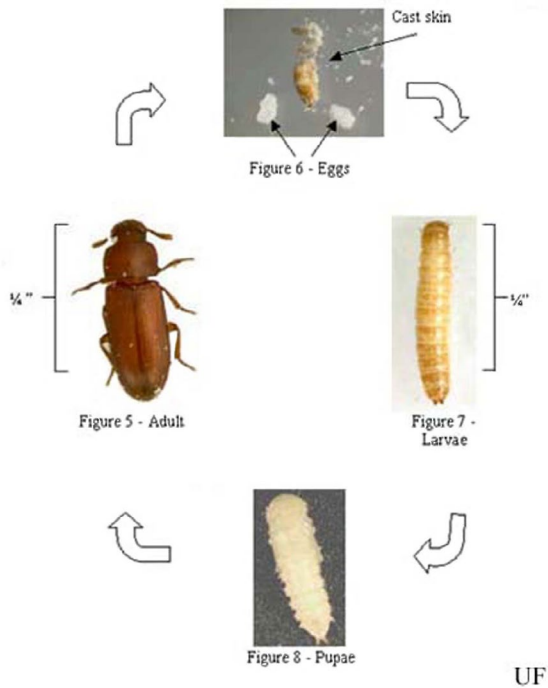 Cast skin
Figure 6 - Eggs
¼"
¼"
Figure 5 - Adult
Figure 7 -
Larvae
Figure 8 - Pupae
UF